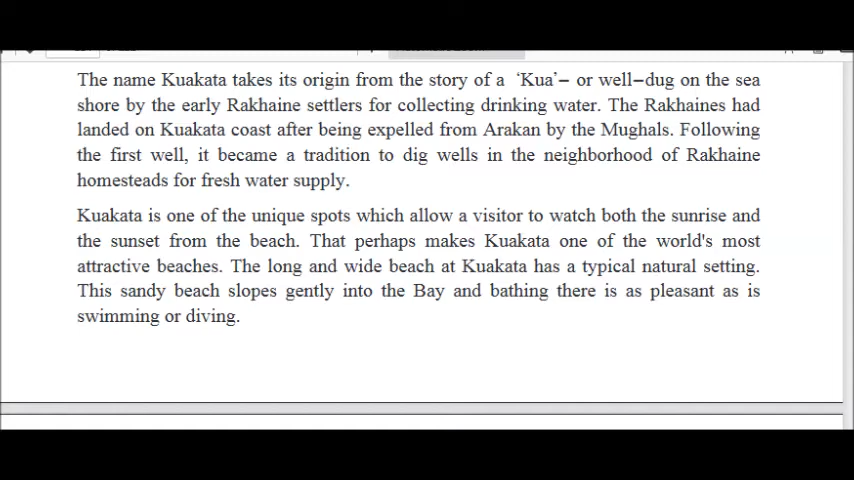 The name Kuakata takes its origin from the story of a ‘Kua’− or well−dug on the sea
shore by the early Rakhaine settlers for collecting drinking water. The Rakhaines had
landed on Kuakata coast after being expelled from Arakan by the Mughals. Following
the first well, it became a tradition to dig wells in the neighborhood of Rakhaine
homesteads for fresh water supply.
Kuakata is one of the unique spots which allow a visitor to watch both the sunrise and
the sunset from the beach. That perhaps makes Kuakata one of the world's most
attractive beaches. The long and wide beach at Kuakata has a typical natural setting.
This sandy beach slopes gently into the Bay and bathing there is as pleasant as is
swimming or diving.